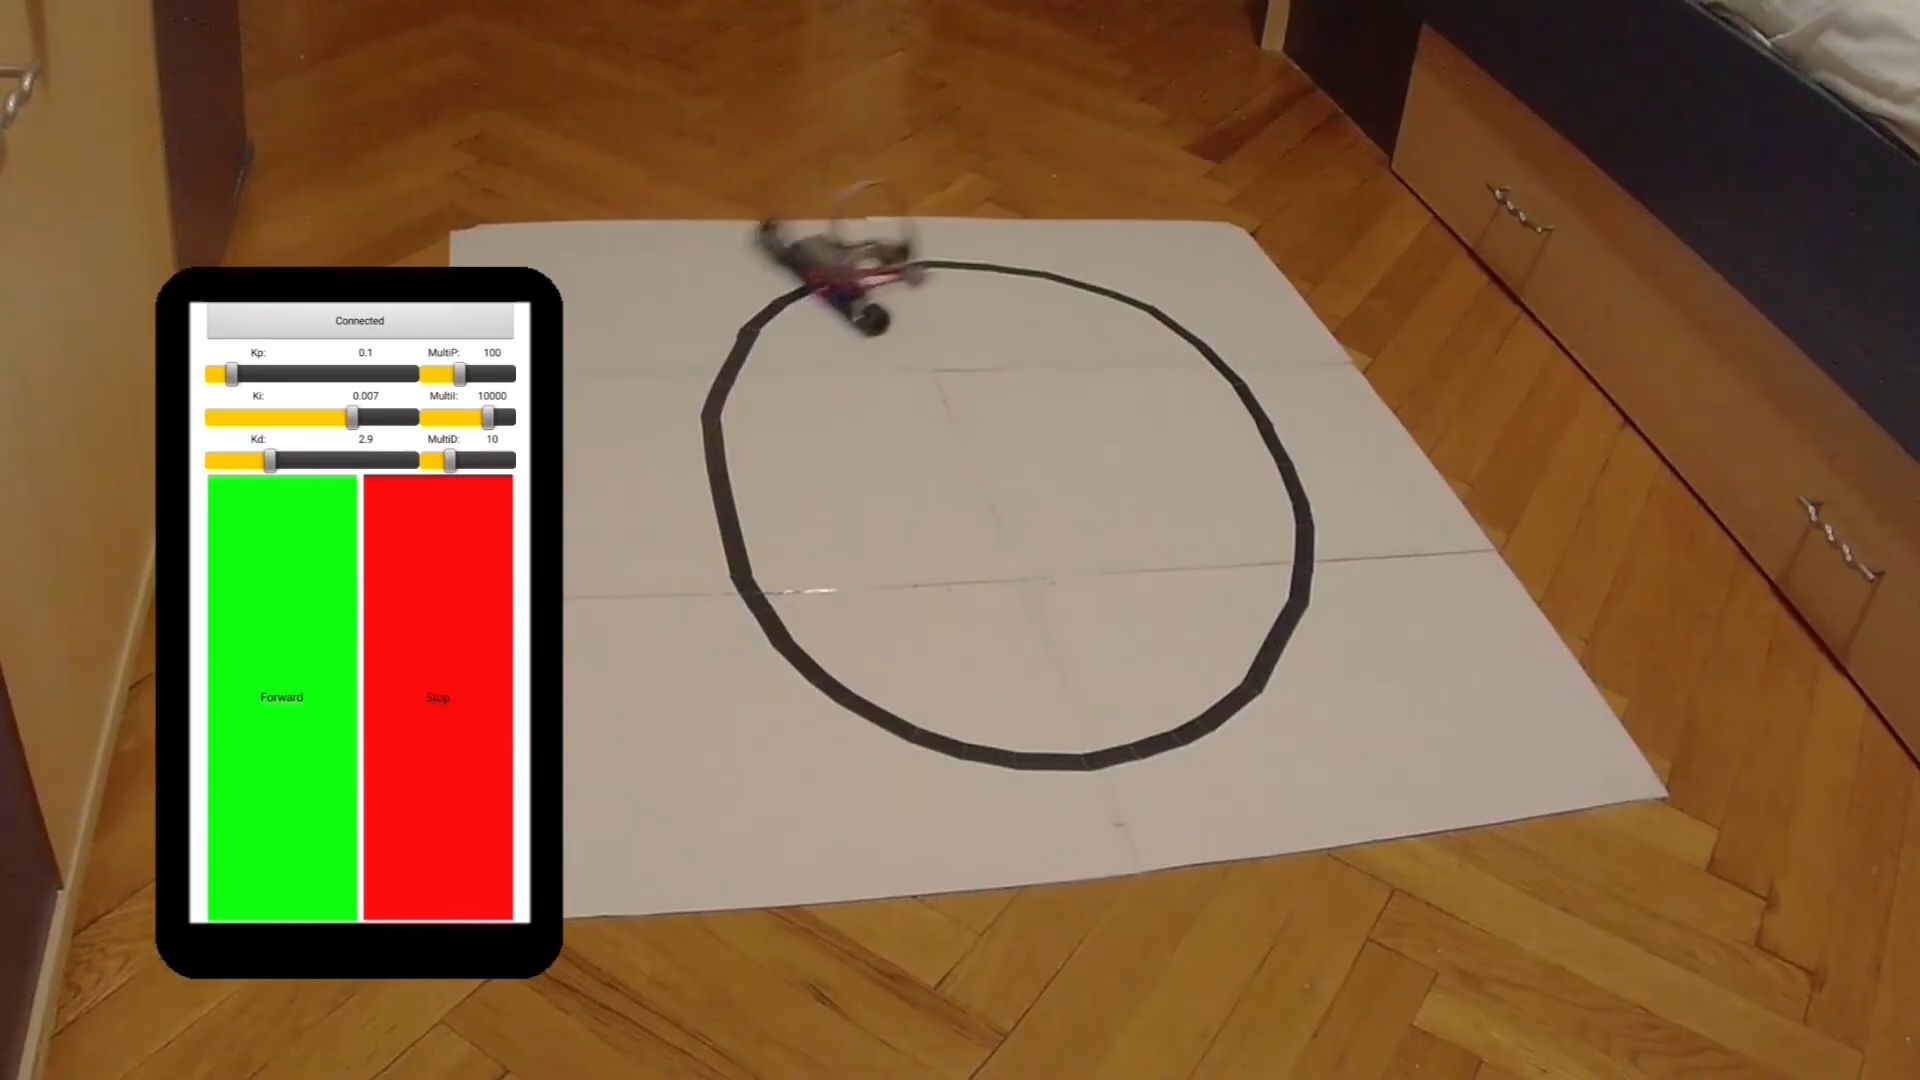 Connected
Kp: 0.1 MultiP: 100
Ki: 0.007 MultiI: 10000
Kd: 2.9 MultiD: 10
Forward Stop